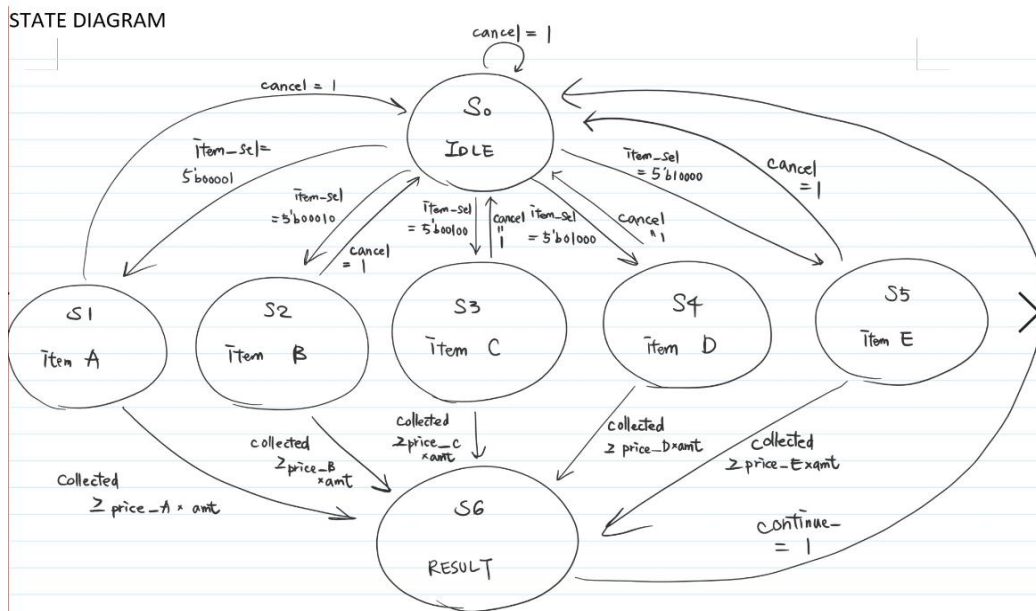 STATE DIAGRAM
cancel = 1
S0
IDLE
cancel = 1
item_sel=
5'b00001
item_sel
=5'b00010
cancel
= 1
item_sel
= 5'b00100
cancel
"
1
item_sel
= 5'b01000
cancel
"1
item_sel
= 5'b10000
cancel
= 1
S1
item A
S2
item B
S3
item C
S4
item D
S5
item E
collected
≥ price_A × amt
collected
≥ price_B
× amt
collected
≥ price_C
× amt
collected
≥ price_D × amt
collected
≥ price_E × amt
S6
RESULT
continue_
= 1